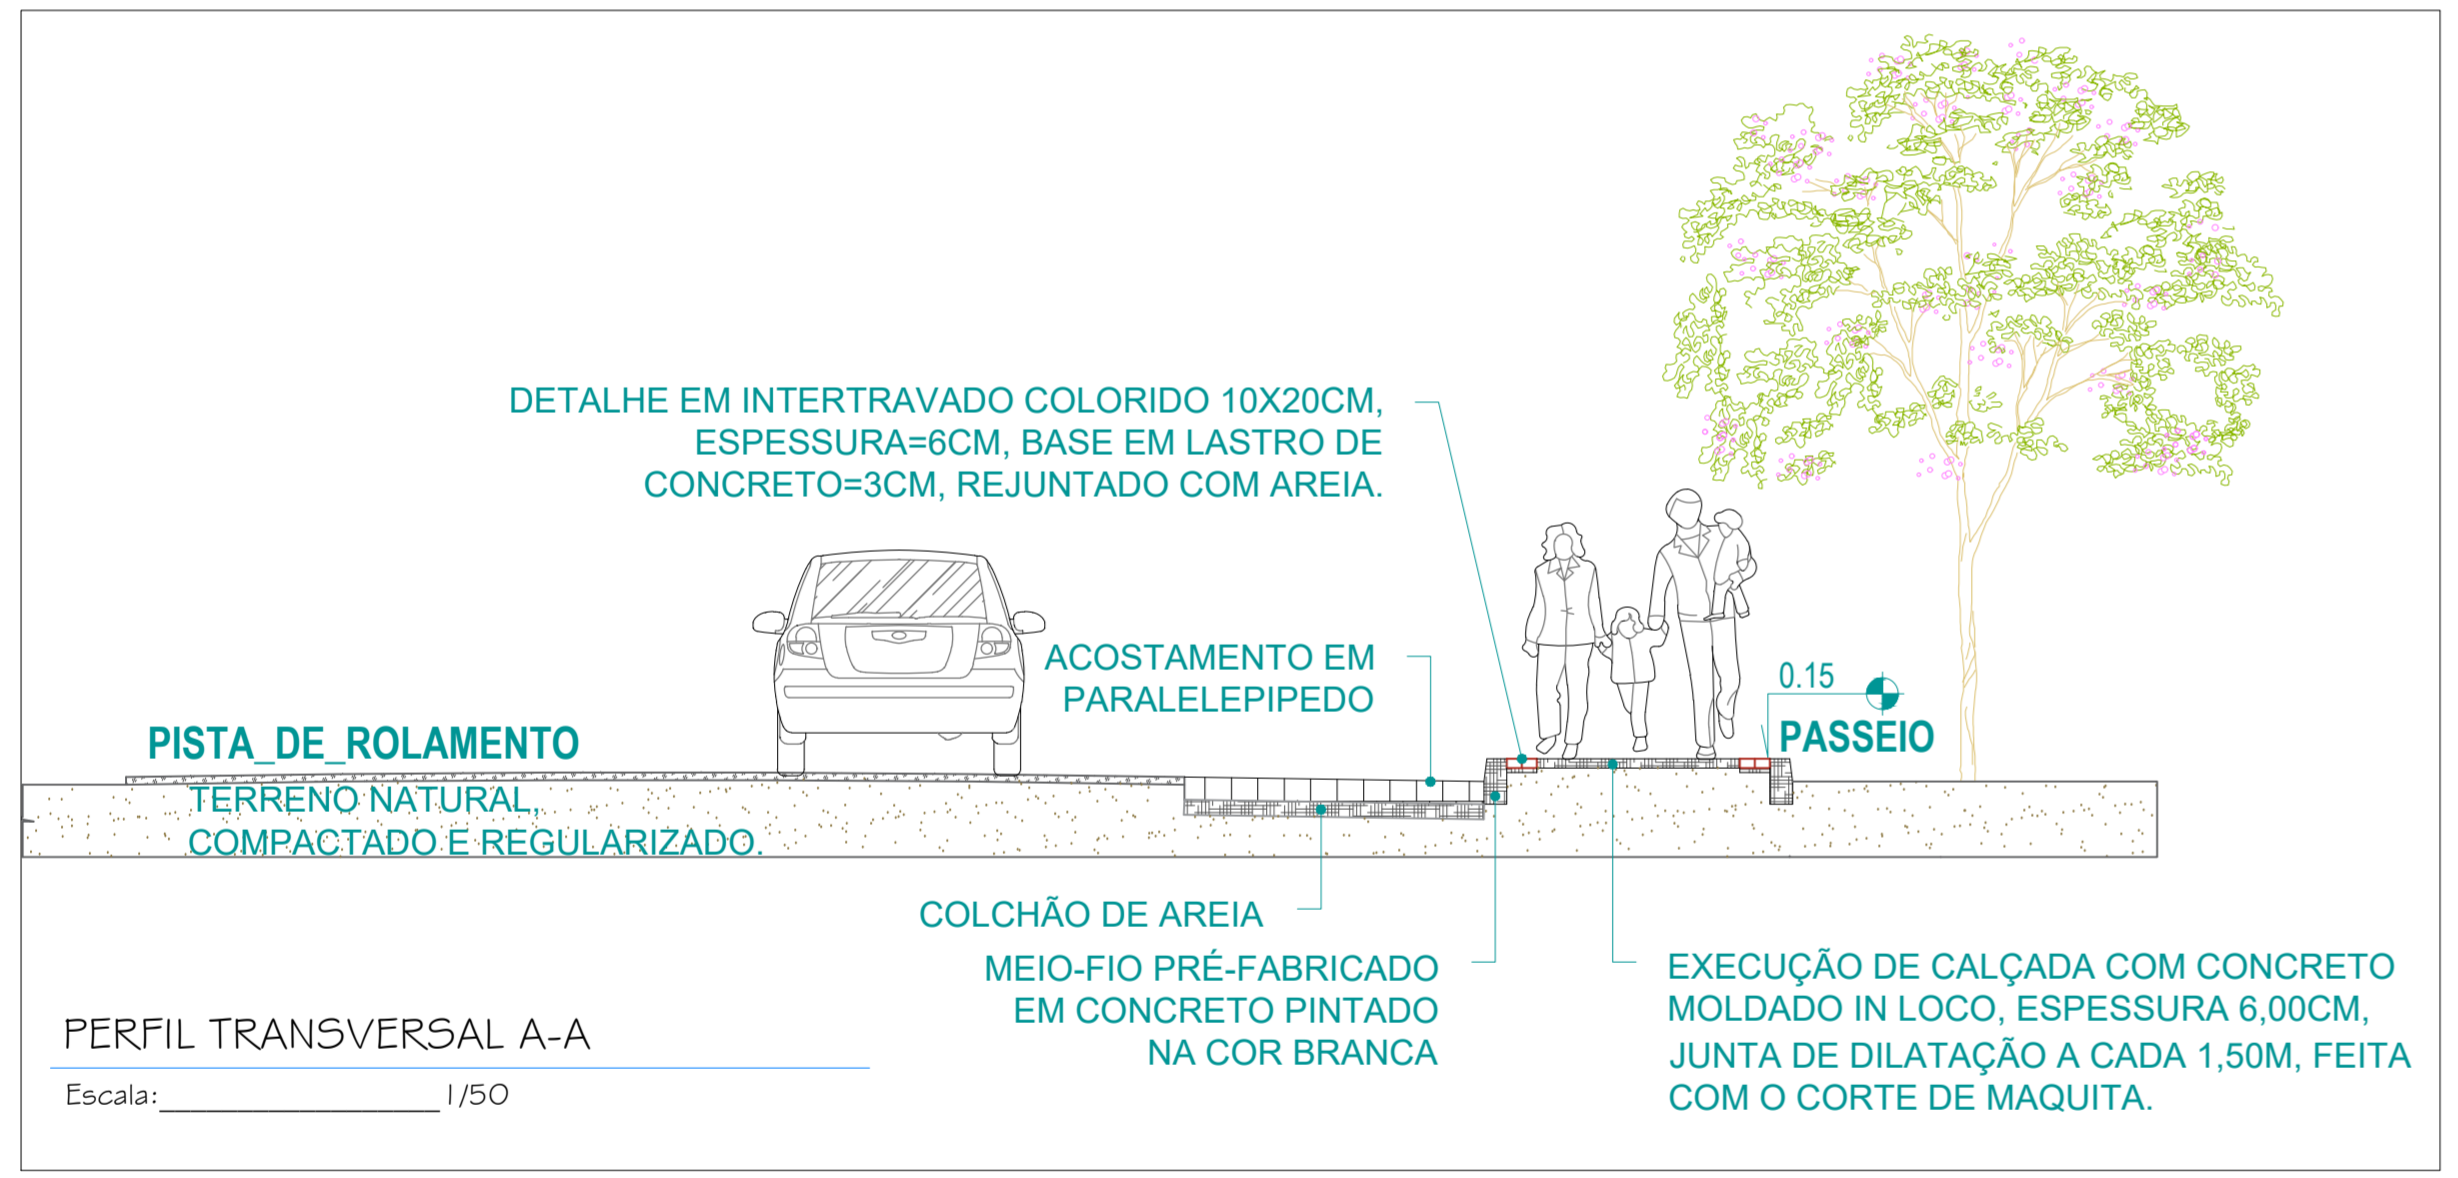 DETALHE EM INTERTRAVADO COLORIDO 10X20CM,
ESPESSURA=6CM, BASE EM LASTRO DE
CONCRETO=3CM, REJUNTADO COM AREIA.
ACOSTAMENTO EM
PARALELEPIPEDO
0.15
PASSEIO
PISTA_DE_ROLAMENTO
TERRENO NATURAL,
COMPACTADO E REGULARIZADO.
COLCHÃO DE AREIA
MEIO-FIO PRÉ-FABRICADO
EM CONCRETO PINTADO
NA COR BRANCA
EXECUÇÃO DE CALÇADA COM CONCRETO
MOLDADO IN LOCO, ESPESSURA 6,00CM,
JUNTA DE DILATAÇÃO A CADA 1,50M, FEITA
COM O CORTE DE MAQUITA.
PERFIL TRANSVERSAL A-A
Escala:__________________1/50